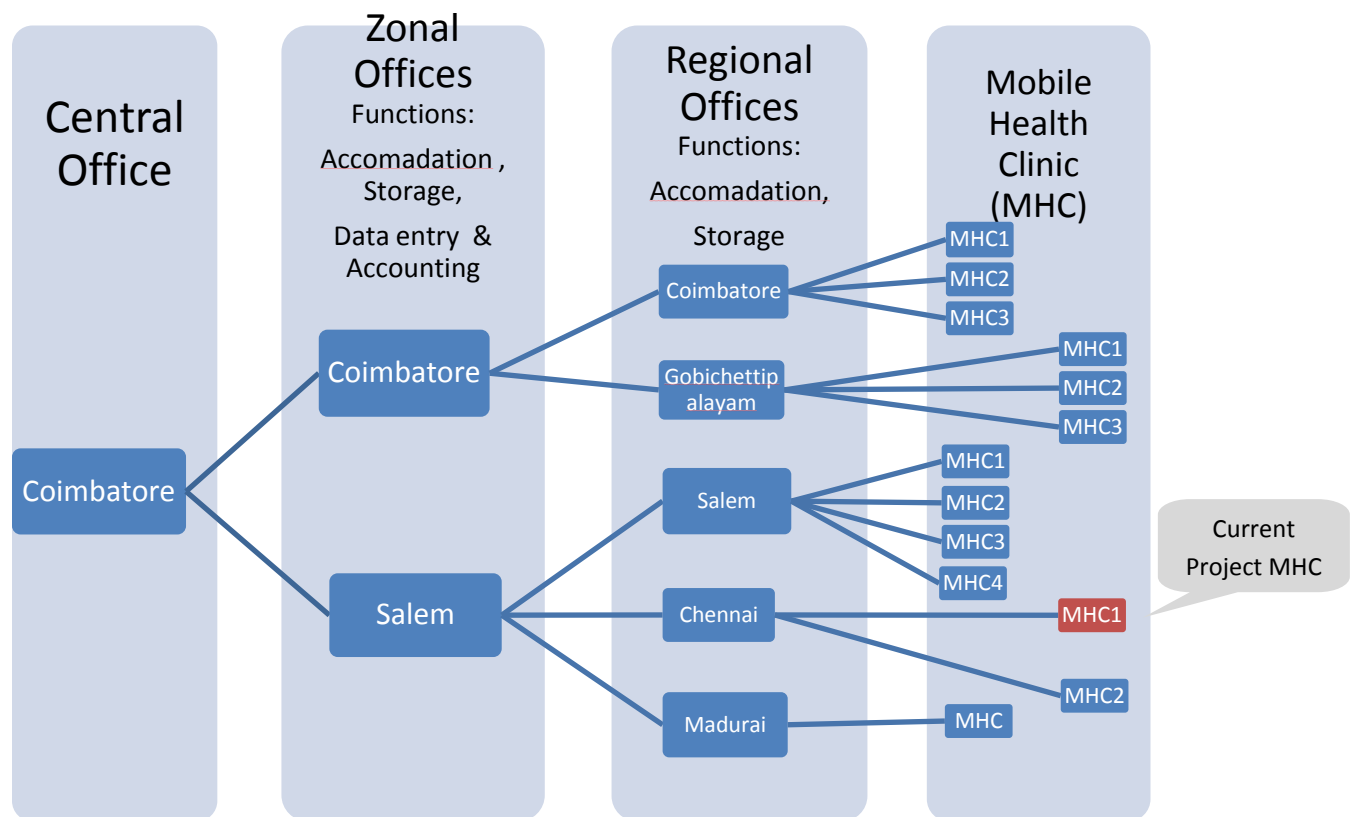 Central
Office
Coimbatore
Zonal
Offices
Functions:
Accomadation ,
Storage,
Data entry &
Accounting
Coimbatore
Salem
Regional
Offices
Functions:
Accomadation,
Storage
Coimbatore
Gobichettip
alayam
Salem
Chennai
Madurai
Mobile
Health
Clinic
(MHC)
MHC1
MHC2
MHC3
MHC1
MHC2
MHC3
MHC1
MHC2
MHC3
MHC4
MHC1
MHC2
MHC
Current
Project MHC